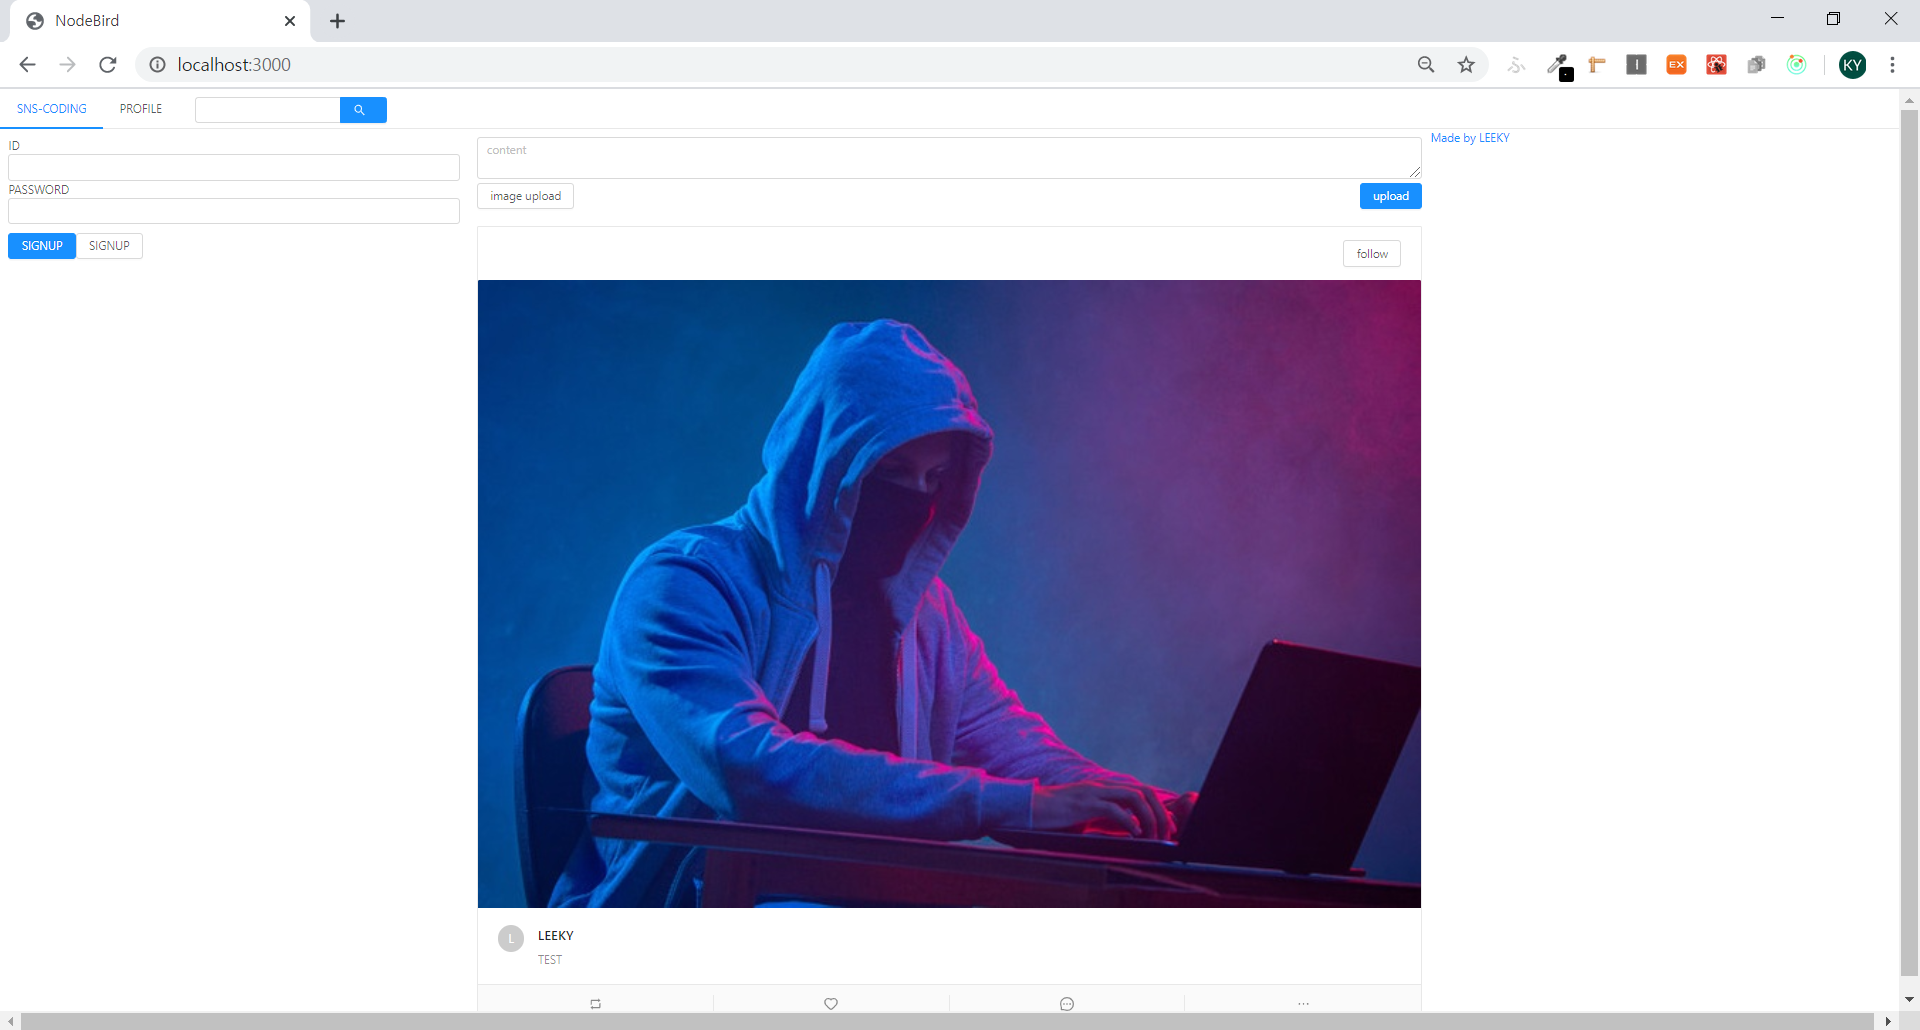 NodeBird
localhost:3000
EX
KY
SNS-CODING
PROFILE
ID
PASSWORD
SIGNUP
SIGNUP
content
image upload
upload
Made by LEEKY
follow
L
LEEKY
TEST